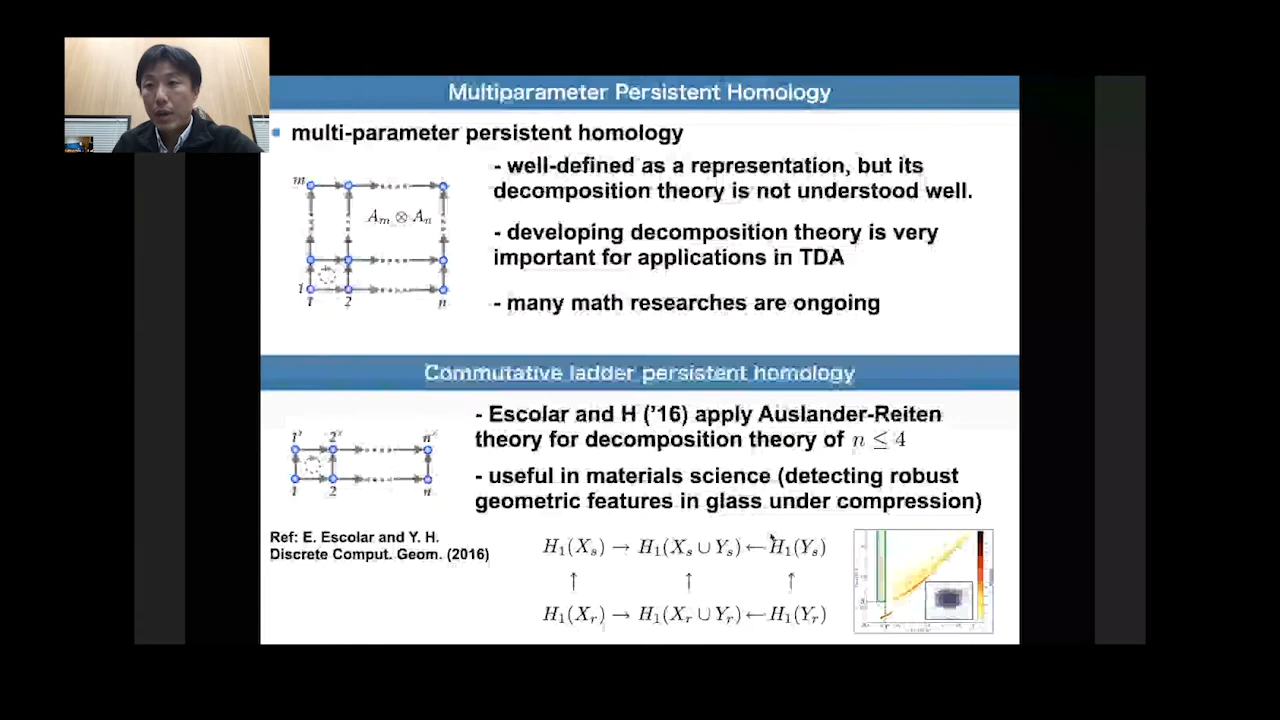 Multiparameter Persistent Homology
multi-parameter persistent homology
- well-defined as a representation, but its
decomposition theory is not understood well.
- developing decomposition theory is very
important for applications in TDA
- many math researches are ongoing
m
A_m ⊗ A_n
1
1 2 n
Commutative ladder persistent homology
- Escolar and H ('16) apply Auslander-Reiten
theory for decomposition theory of n ≤ 4
- useful in materials science (detecting robust
geometric features in glass under compression)
1' 2' n'
1 2 n
Ref: E. Escolar and Y. H.
Discrete Comput. Geom. (2016)
H₁(X_s) → H₁(X_s ∪ Y_s) ← H₁(Y_s)
↑ ↑ ↑
H₁(X_r) → H₁(X_r ∪ Y_r) ← H₁(Y_r)